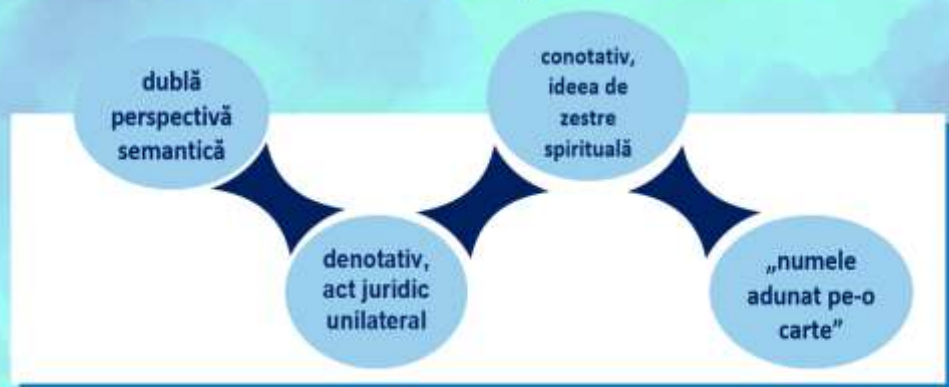 dublă
perspectivă
semantică
denotativ,
act juridic
unilateral
conotativ,
ideea de
zestre
spirituală
„numele
adunat pe-o
carte”